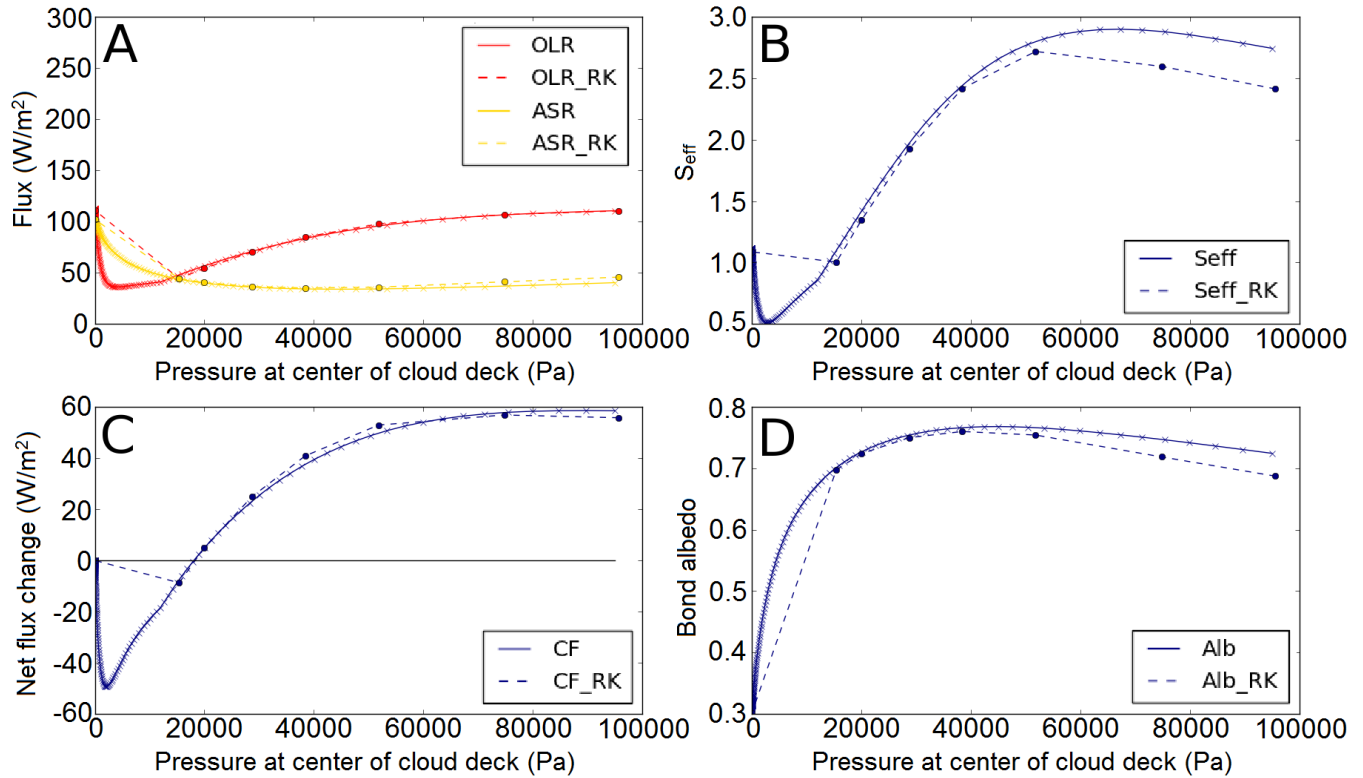 A
OLR
OLR_RK
ASR
ASR_RK
Flux (W/m²)
300
250
200
150
100
50
0
0 20000 40000 60000 80000 100000
Pressure at center of cloud deck (Pa)
B
Seff
Seff_RK
S_eff
3.0
2.5
2.0
1.5
1.0
0.5
0 20000 40000 60000 80000 100000
Pressure at center of cloud deck (Pa)
C
CF
CF_RK
Net flux change (W/m²)
60
40
20
0
-20
-40
-60
0 20000 40000 60000 80000 100000
Pressure at center of cloud deck (Pa)
D
Alb
Alb_RK
Bond albedo
0.8
0.7
0.6
0.5
0.4
0.3
0 20000 40000 60000 80000 100000
Pressure at center of cloud deck (Pa)